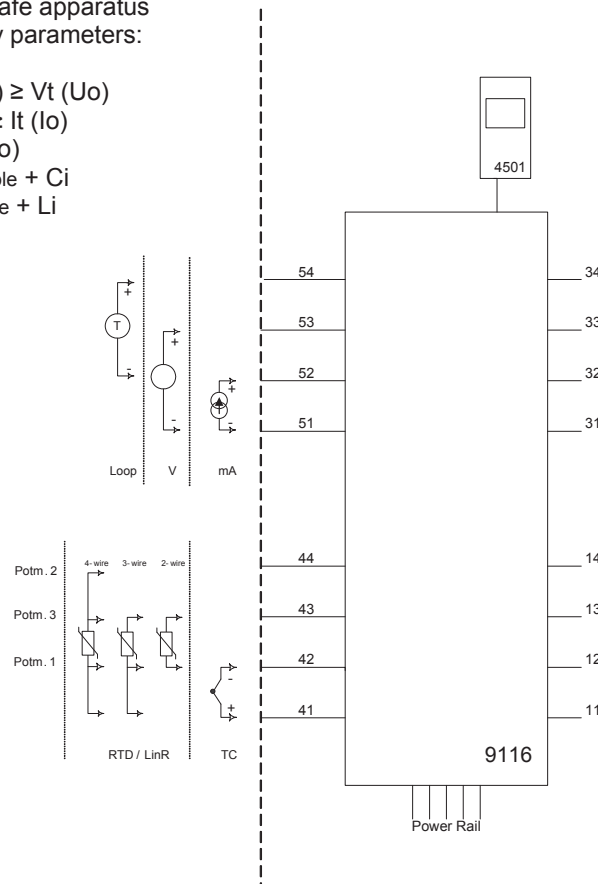 afe apparatus
parameters:
) ≥ Vt (Uo)
It (Io)
o)
ble + Ci
e + Li
4501
54
34
53
33
52
32
51
31
+
T
-
+
-
+
-
Loop
V
mA
Potm. 2
4- wire
3- wire
2- wire
44
14
Potm. 3
43
13
Potm. 1
42
12
-
+
41
11
RTD / LinR
TC
9116
Power Rail